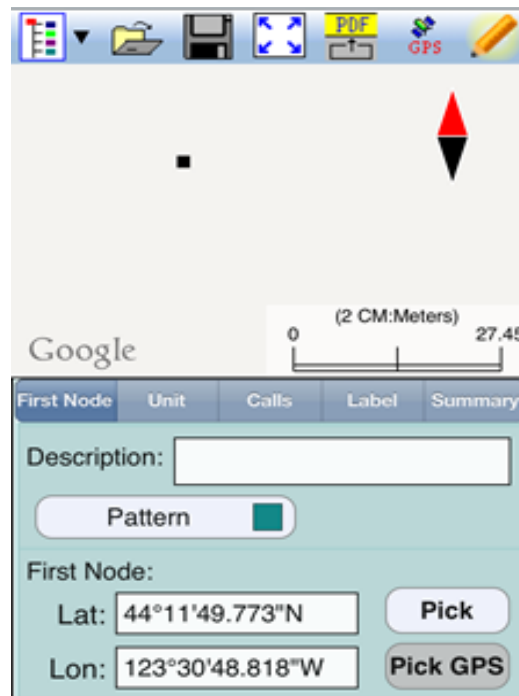 PDF
GPS
(2 CM:Meters)
0 27.45
Google
First Node Unit Calls Label Summary
Description:
Pattern
First Node:
Lat: 44°11'49.773"N Pick
Lon: 123°30'48.818"W Pick GPS